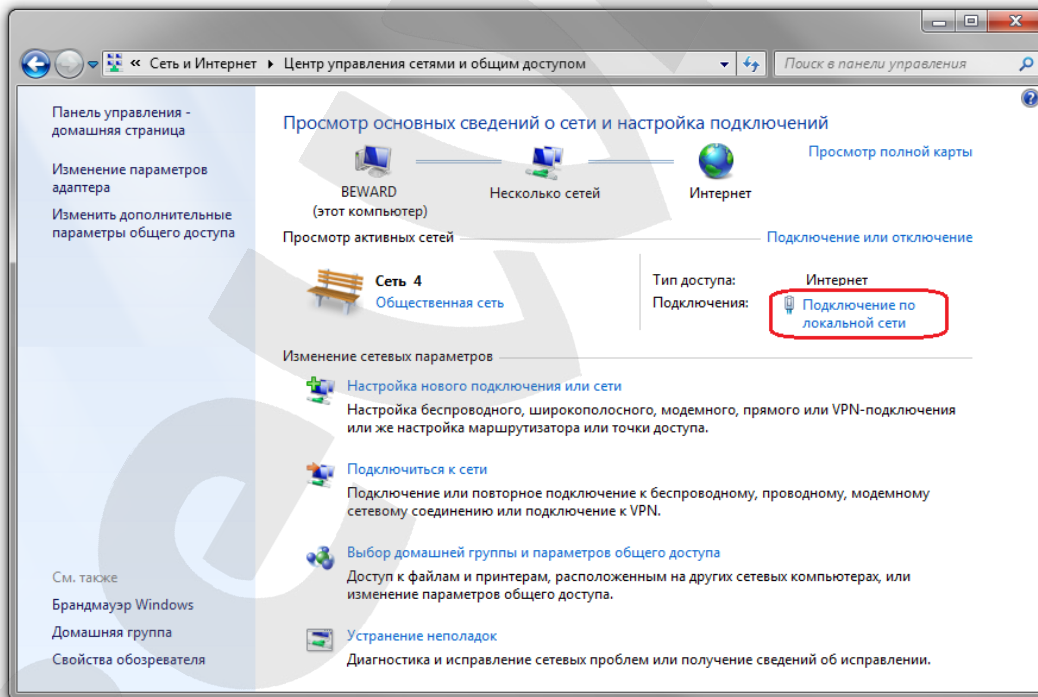 « Сеть и Интернет ▸ Центр управления сетями и общим доступом
Поиск в панели управления
Панель управления -
домашняя страница
Изменение параметров
адаптера
Изменить дополнительные
параметры общего доступа
Просмотр основных сведений о сети и настройка подключений
Просмотр полной карты
BEWARD
(этот компьютер)
Несколько сетей
Интернет
Просмотр активных сетей
Подключение или отключение
Сеть 4
Общественная сеть
Тип доступа: Интернет
Подключения: Подключение по
локальной сети
Изменение сетевых параметров
Настройка нового подключения или сети
Настройка беспроводного, широкополосного, модемного, прямого или VPN-подключения
или же настройка маршрутизатора или точки доступа.
Подключиться к сети
Подключение или повторное подключение к беспроводному, проводному, модемному
сетевому соединению или подключение к VPN.
Выбор домашней группы и параметров общего доступа
Доступ к файлам и принтерам, расположенным на других сетевых компьютерах, или
изменение параметров общего доступа.
Устранение неполадок
Диагностика и исправление сетевых проблем или получение сведений об исправлении.
См. также
Брандмауэр Windows
Домашняя группа
Свойства обозревателя